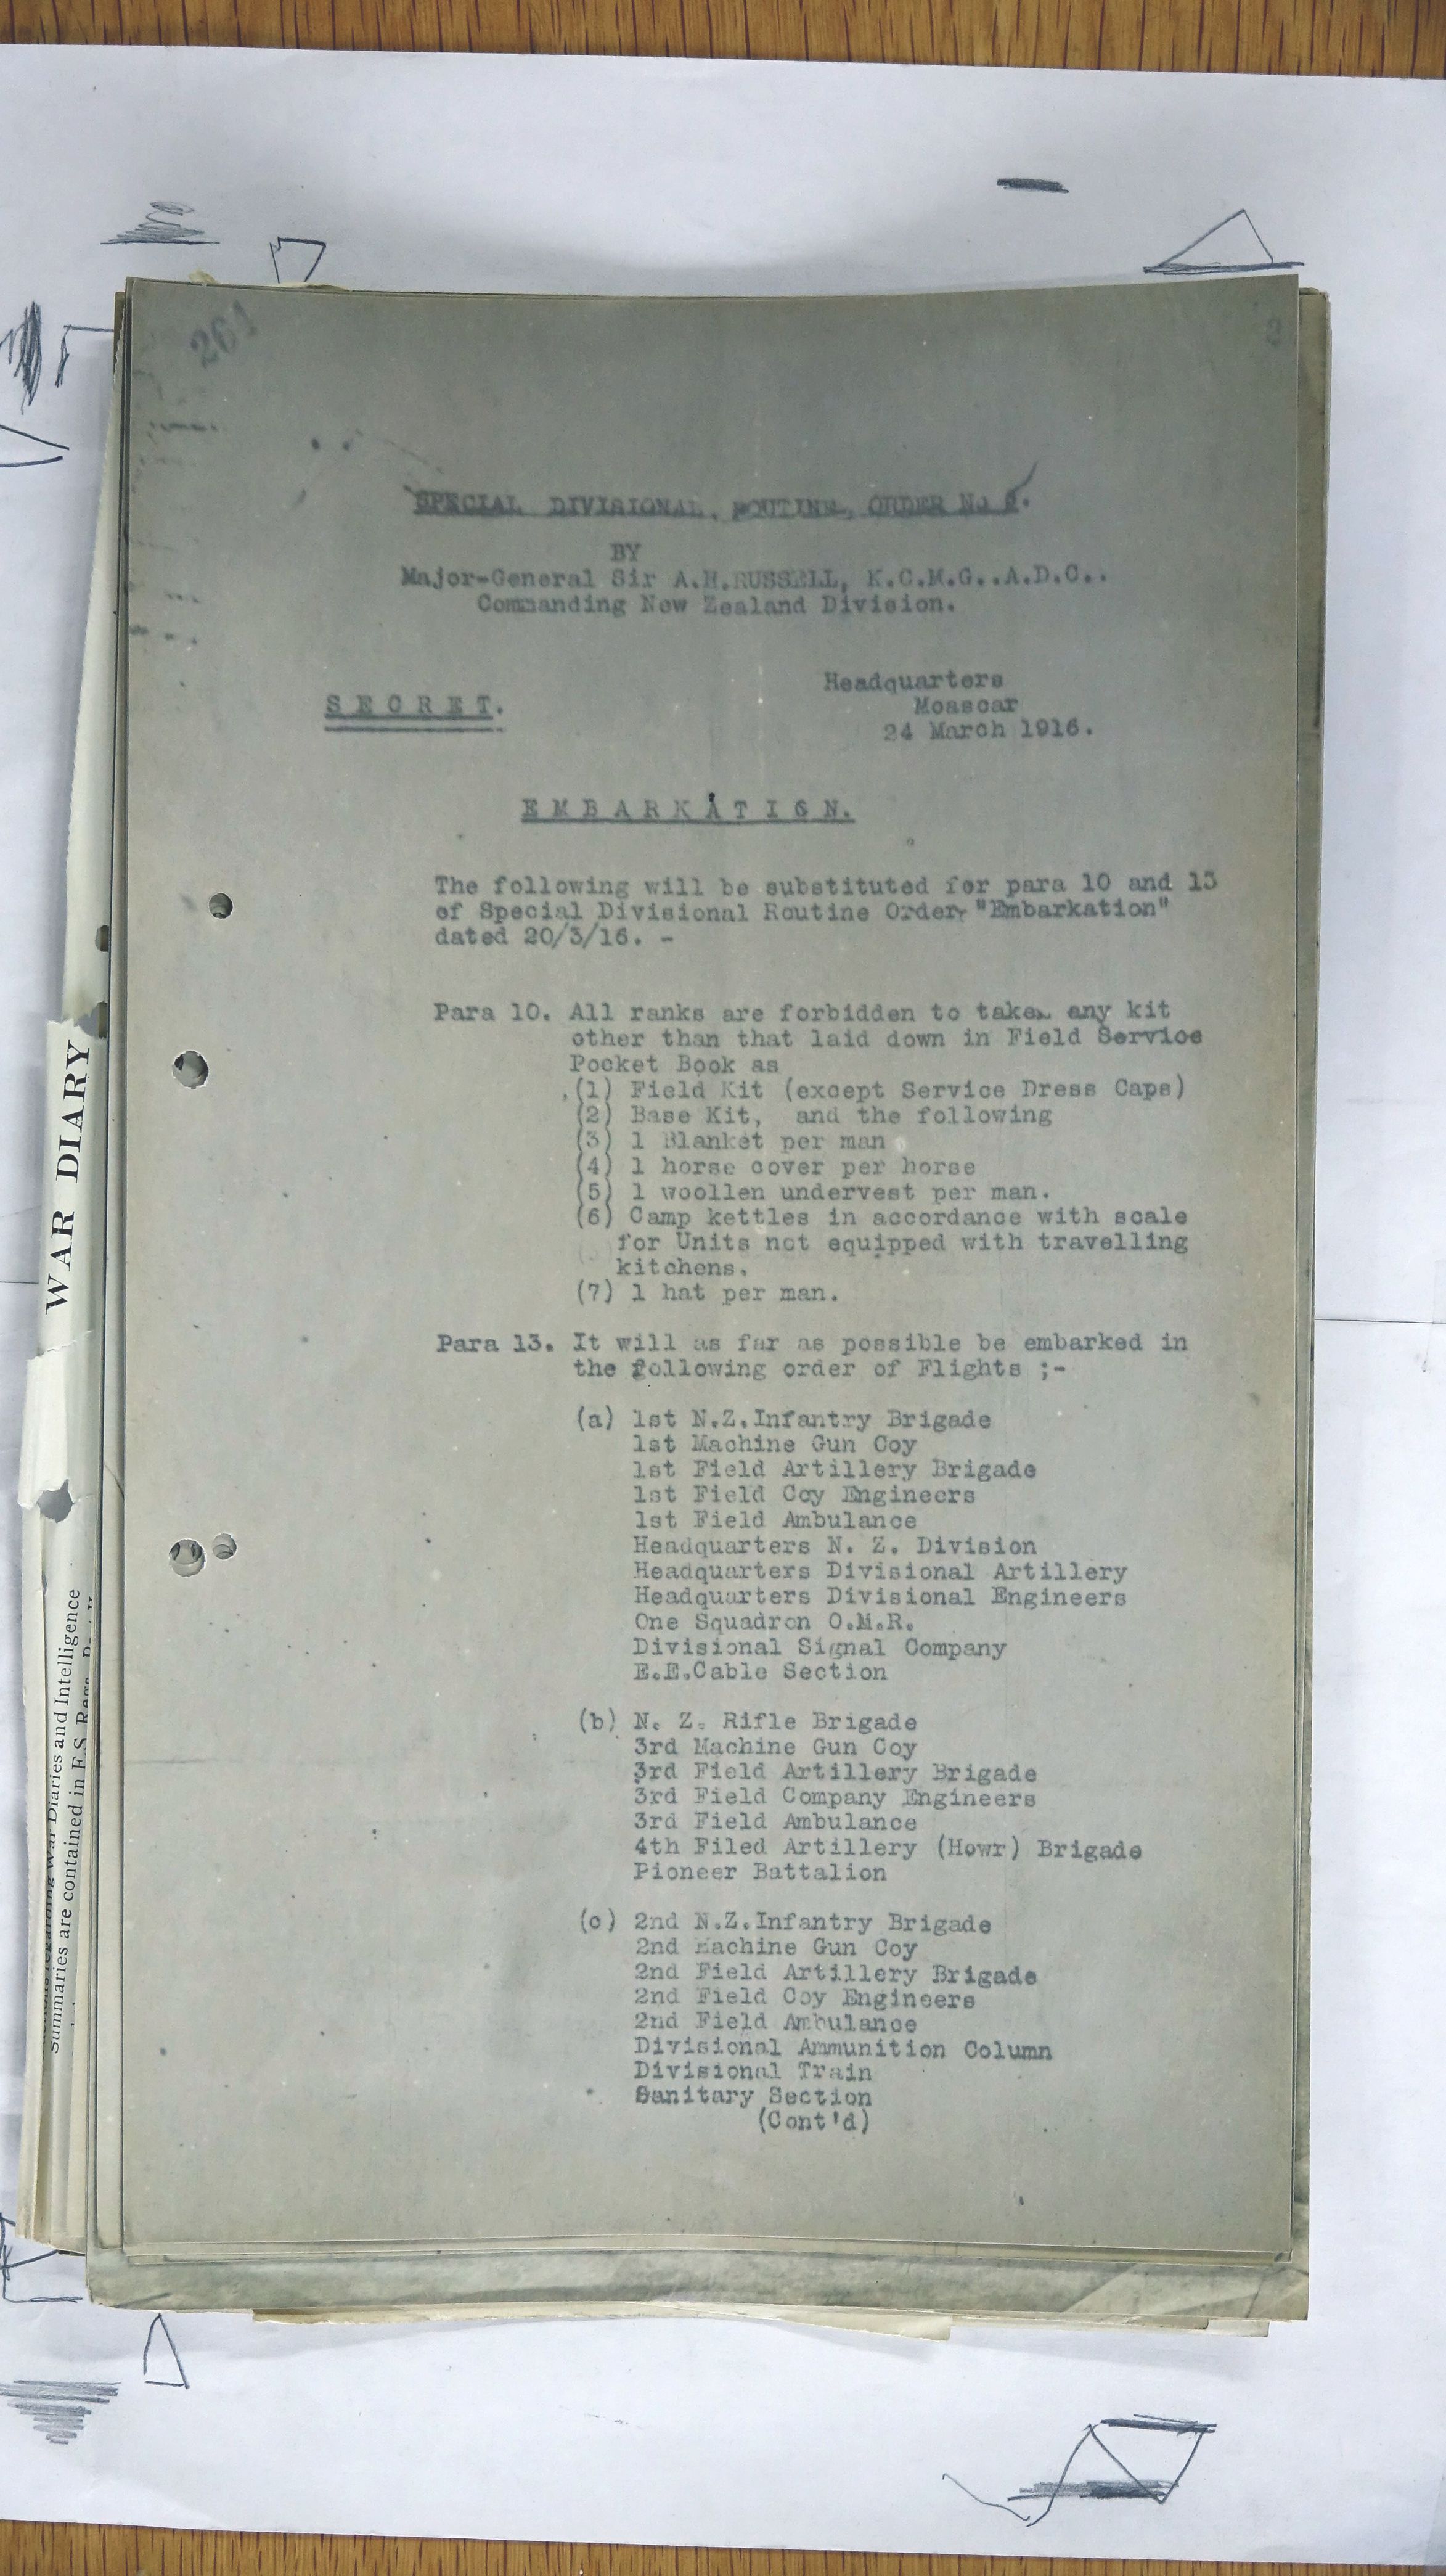 261
SPECIAL DIVISIONAL ROUTINE ORDER No
BY
Major-General Sir A.H.RUSSELL, K.C.M.G..A.D.C..
Commanding New Zealand Division.
Headquarters
SECRET.
Moascar
24 March 1916.
EMBARKATION.
The following will be substituted for para 10 and 13
of Special Divisional Routine Order, "Embarkation"
dated 20/3/16. -
Para 10. All ranks are forbidden to take any kit
other than that laid down in Field Service
Pocket Book as
(1) Field Kit (except Service Dress Caps)
(2) Base Kit, and the following
(3) 1 Blanket per man
(4) 1 horse cover per horse
(5) 1 woollen undervest per man.
(6) Camp kettles in accordance with scale
for Units not equipped with travelling
kitchens.
(7) 1 hat per man.
Para 13. It will as far as possible be embarked in
the following order of Flights ;-
(a) 1st N.Z.Infantry Brigade
1st Machine Gun Coy
1st Field Artillery Brigade
1st Field Coy Engineers
1st Field Ambulance
Headquarters N. Z. Division
Headquarters Divisional Artillery
Headquarters Divisional Engineers
One Squadron O.M.R.
Divisional Signal Company
E.E.Cable Section
(b) N. Z. Rifle Brigade
3rd Machine Gun Coy
3rd Field Artillery Brigade
3rd Field Company Engineers
3rd Field Ambulance
4th Filed Artillery (Howr) Brigade
Pioneer Battalion
(c) 2nd N.Z.Infantry Brigade
2nd Machine Gun Coy
2nd Field Artillery Brigade
2nd Field Coy Engineers
2nd Field Ambulance
Divisional Ammunition Column
Divisional Train
Sanitary Section
(Cont'd)
WAR DIARY
regarding War Diaries and Intelligence
Summaries are contained in F.S. Regs.